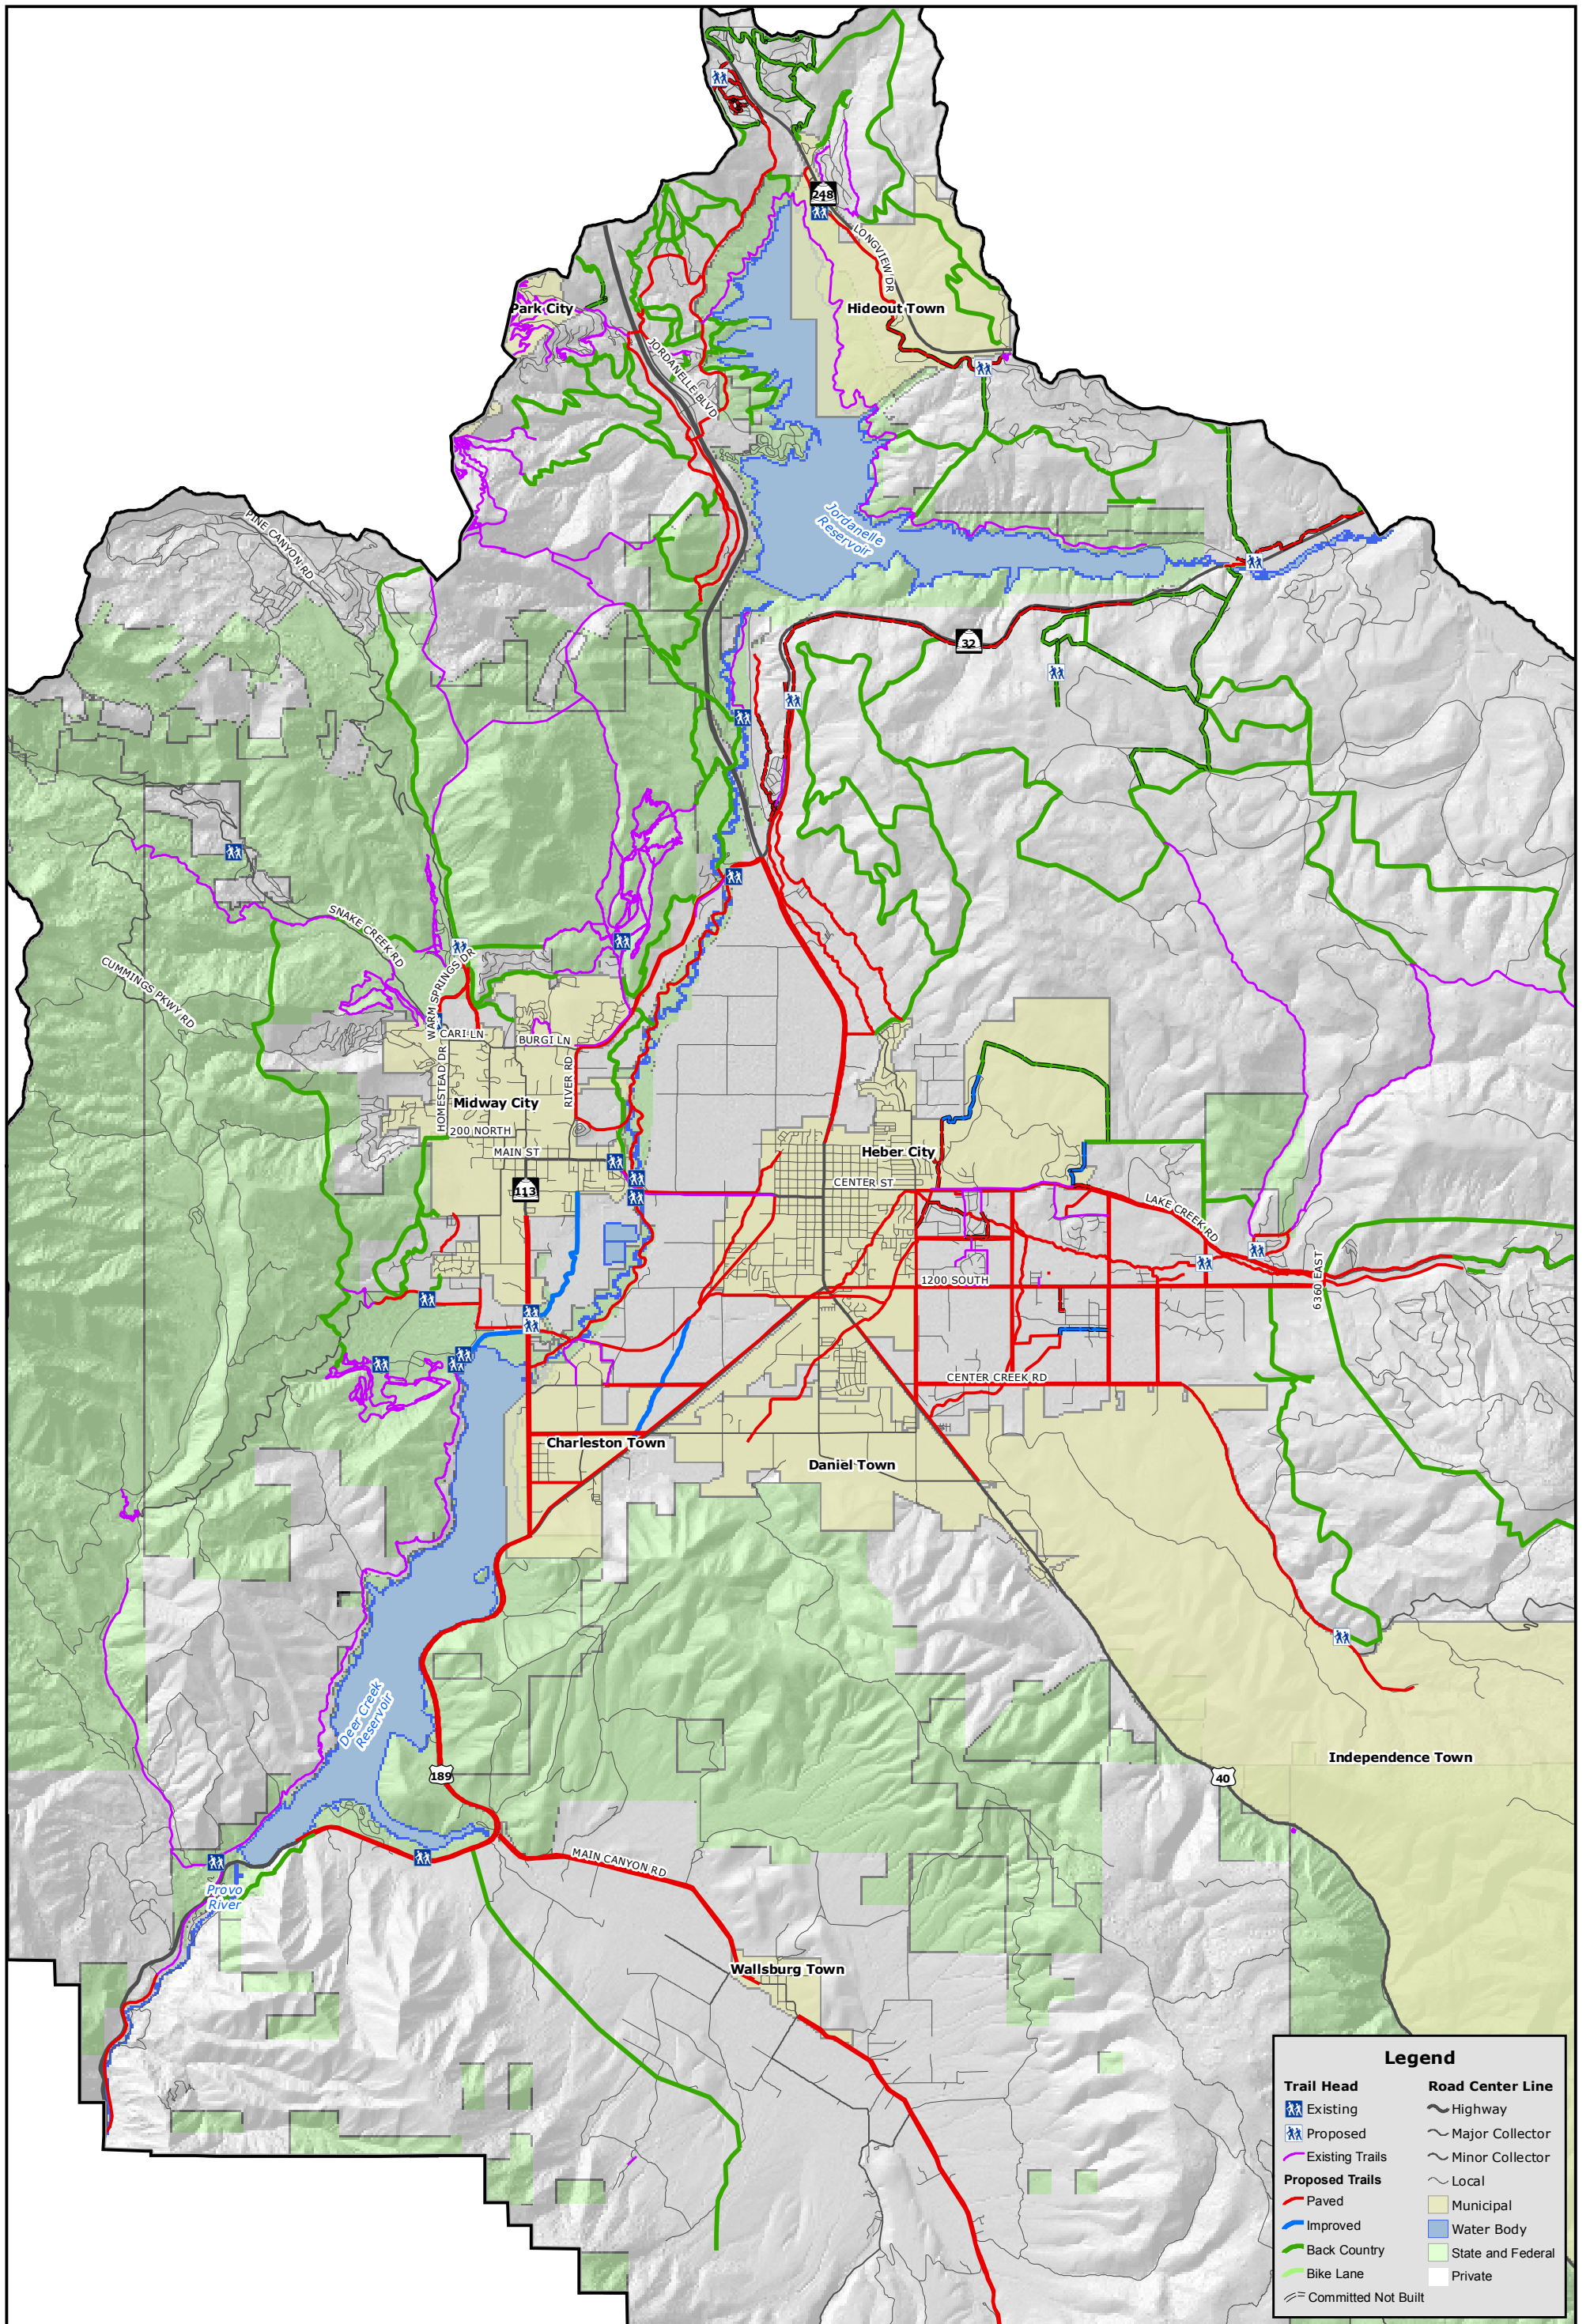 248
LONGVIEW DR
Park City
Hideout Town
JORDANELLE BLVD
PINE CANYON RD
Jordanelle
Reservoir
32
SNAKE CREEK RD
CUMMINGS PKWY RD
WARM SPRINGS DR
CARI LN
BURGI LN
HOMESTEAD DR
RIVER RD
Midway City
200 NORTH
MAIN ST
Heber City
113
CENTER ST
LAKE CREEK RD
1200 SOUTH
6360 EAST
CENTER CREEK RD
Charleston Town
Daniel Town
Deer Creek
Reservoir
Independence Town
189
40
MAIN CANYON RD
Provo
River
Wallsburg Town
Legend
Trail Head
Existing
Proposed
Existing Trails
Proposed Trails
Paved
Improved
Back Country
Bike Lane
Committed Not Built
Road Center Line
Highway
Major Collector
Minor Collector
Local
Municipal
Water Body
State and Federal
Private